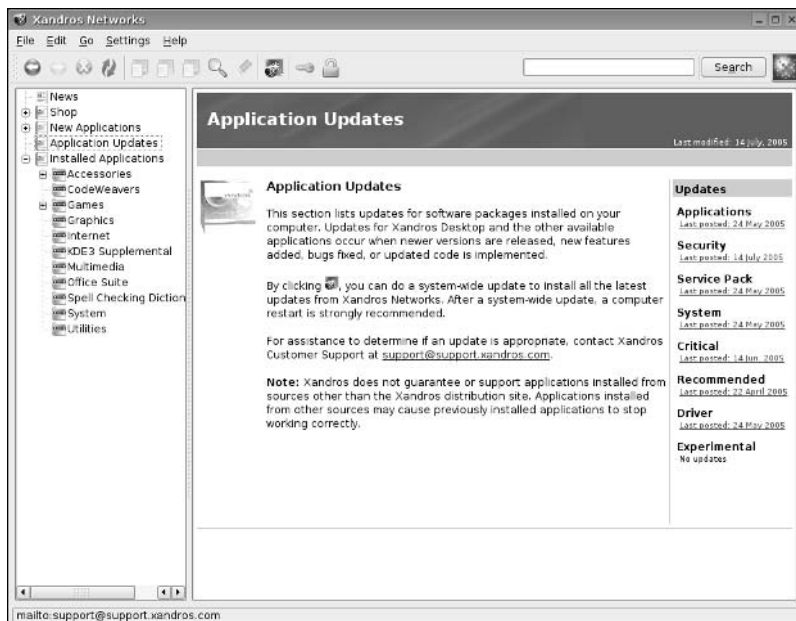 Xandros Networks
File Edit Go Settings Help
Search
News
Shop
New Applications
Application Updates
Installed Applications
Accessories
CodeWeavers
Games
Graphics
Internet
KDE3 Supplemental
Multimedia
Office Suite
Spell Checking Diction
System
Utilities
Application Updates
Last modified: 14 July, 2005
Application Updates
This section lists updates for software packages installed on your
computer. Updates for Xandros Desktop and the other available
applications occur when newer versions are released, new features
added, bugs fixed, or updated code is implemented.
By clicking , you can do a system-wide update to install all the latest
updates from Xandros Networks. After a system-wide update, a computer
restart is strongly recommended.
For assistance to determine if an update is appropriate, contact Xandros
Customer Support at support@support.xandros.com.
Note: Xandros does not guarantee or support applications installed from
sources other than the Xandros distribution site. Applications installed
from other sources may cause previously installed applications to stop
working correctly.
Updates
Applications
Last posted: 24 May 2005
Security
Last posted: 14 July 2005
Service Pack
Last posted: 24 May 2005
System
Last posted: 24 May 2005
Critical
Last posted: 14 Jun, 2005
Recommended
Last posted: 22 April 2005
Driver
Last posted: 24 May 2005
Experimental
No updates
mailto:support@support.xandros.com